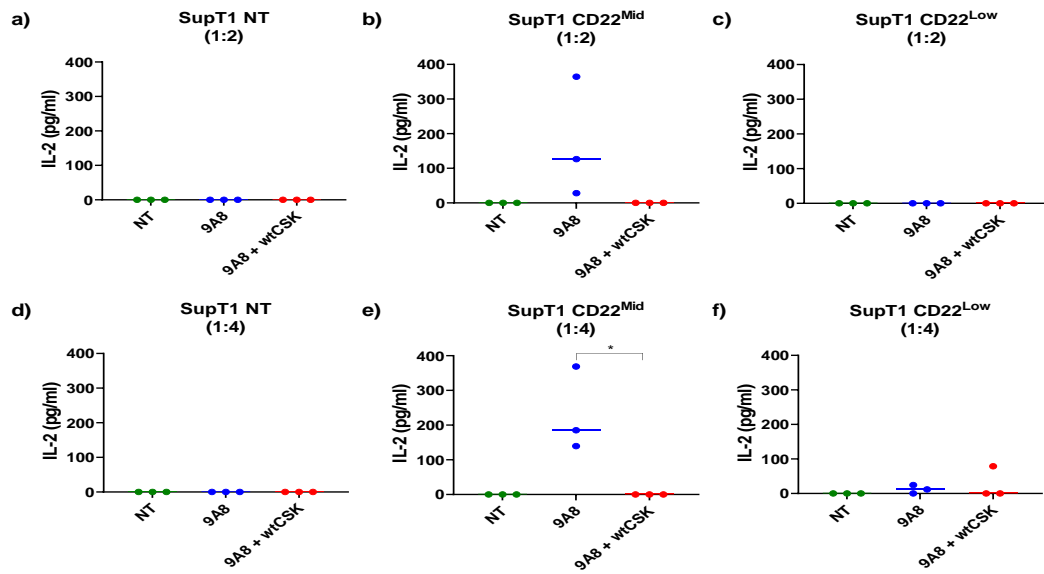 a)
SupT1 NT
(1:2)
IL-2 (pg/ml)
400
300
200
100
0
NT
9A8
9A8 + wtCSK
b)
SupT1 CD22Mid
(1:2)
IL-2 (pg/ml)
400
300
200
100
0
NT
9A8
9A8 + wtCSK
c)
SupT1 CD22Low
(1:2)
IL-2 (pg/ml)
400
300
200
100
0
NT
9A8
9A8 + wtCSK
d)
SupT1 NT
(1:4)
IL-2 (pg/ml)
400
300
200
100
0
NT
9A8
9A8 + wtCSK
e)
SupT1 CD22Mid
(1:4)
*
IL-2 (pg/ml)
400
300
200
100
0
NT
9A8
9A8 + wtCSK
f)
SupT1 CD22Low
(1:4)
IL-2 (pg/ml)
400
300
200
100
0
NT
9A8
9A8 + wtCSK